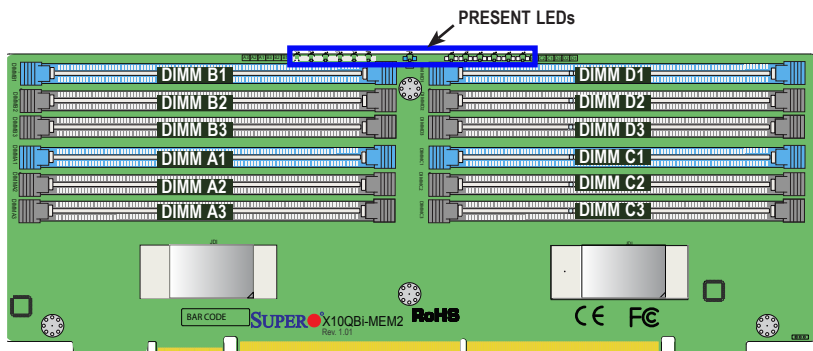 PRESENT LEDs
DIMM B1
DIMM D1
DIMM B2
DIMM D2
DIMM B3
DIMM D3
DIMM A1
DIMM C1
DIMM A2
DIMM C2
DIMM A3
DIMM C3
BAR CODE
SUPER X10QBi-MEM2
Rev. 1.01
RoHS
CE FC